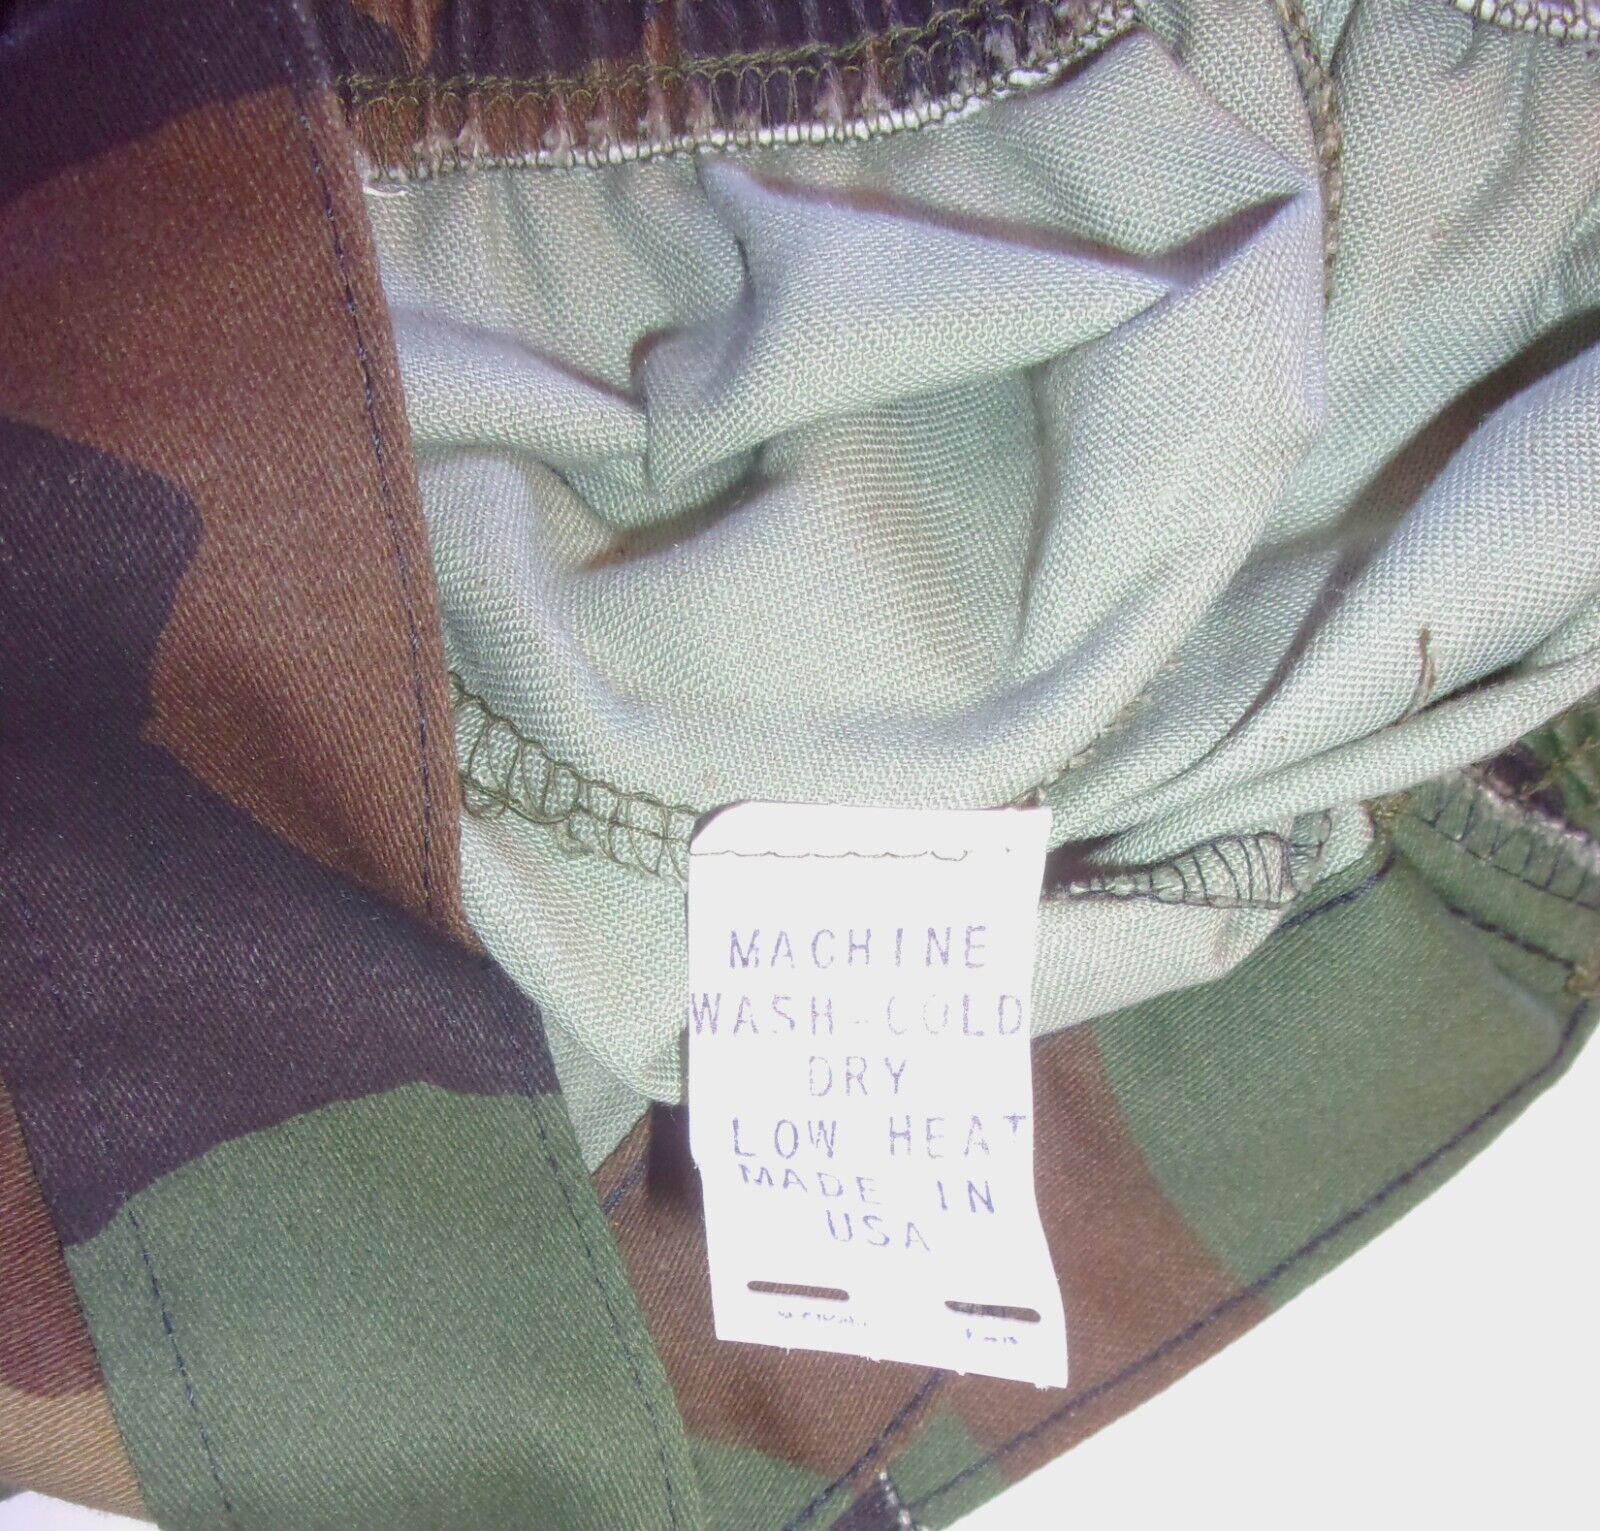 MACHINE
WASH-COLD
DRY
LOW HEAT
MADE IN
USA